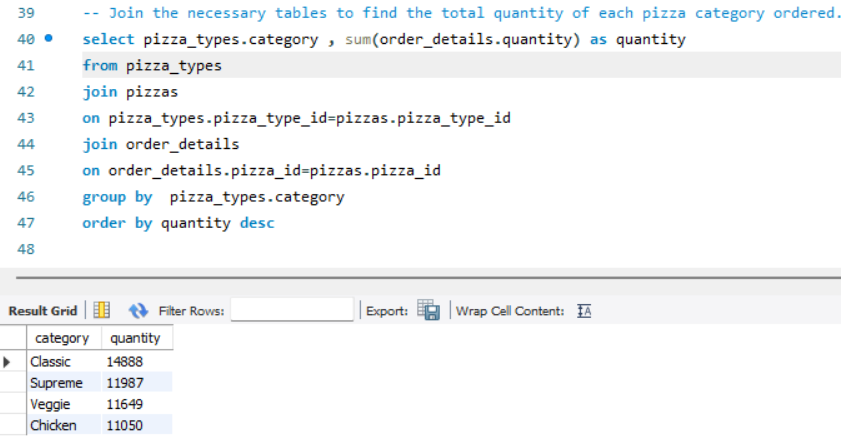 39 -- Join the necessary tables to find the total quantity of each pizza category ordered.
40 select pizza_types.category , sum(order_details.quantity) as quantity
41 from pizza_types
42 join pizzas
43 on pizza_types.pizza_type_id=pizzas.pizza_type_id
44 join order_details
45 on order_details.pizza_id=pizzas.pizza_id
46 group by  pizza_types.category
47 order by quantity desc
48
Result Grid Filter Rows: Export: Wrap Cell Content: IA
category quantity
Classic 14888
Supreme 11987
Veggie 11649
Chicken 11050